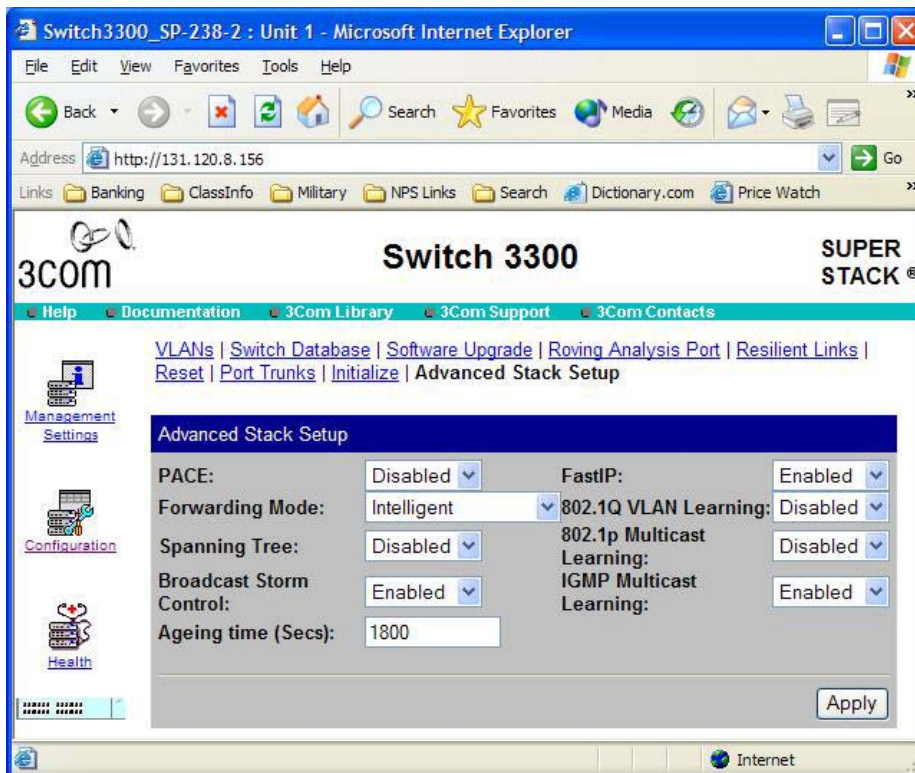 Switch3300_SP-238-2 : Unit 1 - Microsoft Internet Explorer
File Edit View Favorites Tools Help
Back Search Favorites Media
Address http://131.120.8.156 Go
Links Banking ClassInfo Military NPS Links Search Dictionary.com Price Watch
3COM Switch 3300 SUPER
STACK ®
Help Documentation 3Com Library 3Com Support 3Com Contacts
VLANs | Switch Database | Software Upgrade | Roving Analysis Port | Resilient Links |
Reset | Port Trunks | Initialize | Advanced Stack Setup
Management
Settings
Configuration
Health
Advanced Stack Setup
PACE: Disabled FastIP: Enabled
Forwarding Mode: Intelligent 802.1Q VLAN Learning: Disabled
Spanning Tree: Disabled 802.1p Multicast
Learning: Disabled
Broadcast Storm
Control: Enabled IGMP Multicast
Learning: Enabled
Ageing time (Secs): 1800
Apply
Internet